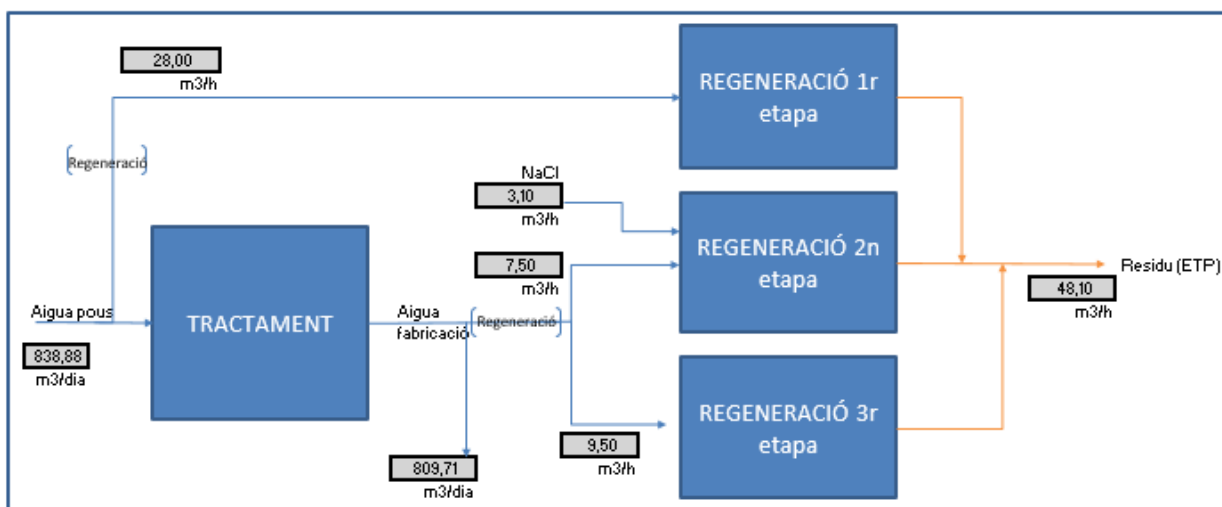 28,00
m3/h
REGENERACIÓ 1r
etapa
[Regeneració]
NaCl
3,10
m3/h
REGENERACIÓ 2n
etapa
7,50
m3/h
Residu (ETP)
48,10
m3/h
Aigua pous
838,88
m3/dia
TRACTAMENT
Aigua
fabricació
[Regeneració]
REGENERACIÓ 3r
etapa
9,50
m3/h
809,71
m3/dia